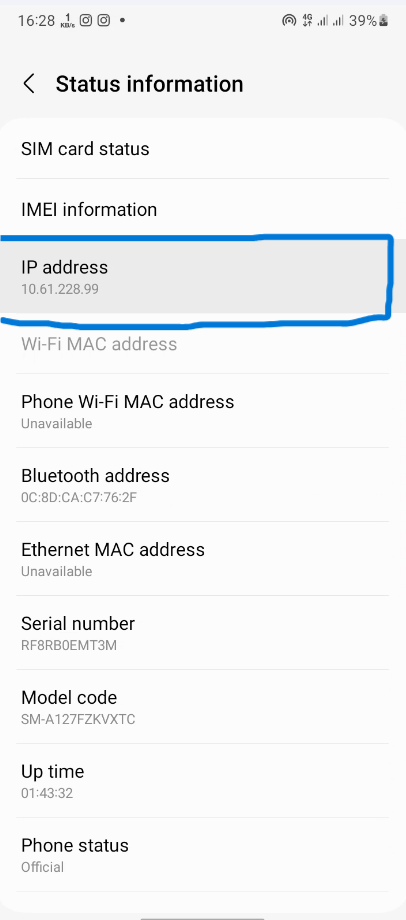 16:28 1 KB/s 4G 39%
Status information
SIM card status
IMEI information
IP address
10.61.228.99
Wi-Fi MAC address
Phone Wi-Fi MAC address
Unavailable
Bluetooth address
0C:8D:CA:C7:76:2F
Ethernet MAC address
Unavailable
Serial number
RF8RB0EMT3M
Model code
SM-A127FZKVXTC
Up time
01:43:32
Phone status
Official